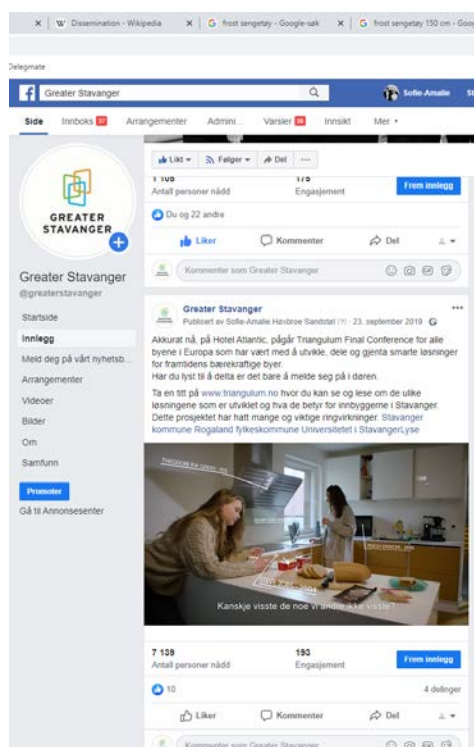 Dissemination - Wikipedia
frost sengetøy - Google-søk
frost sengetøy 150 cm - Goo
Delegmate
Greater Stavanger
Sofie-Amalie
St
Side
Innboks
Arrangementer
Admini...
Varsler
Innsikt
Mer
Likt
Følger
Del
GREATER
STAVANGER
Greater Stavanger
@greaterstavanger
Startside
Innlegg
Meld deg på vårt nyhetsb...
Arrangementer
Videoer
Bilder
Om
Samfunn
Promoter
Gå til Annonsesenter
1 105
175
Antall personer nådd
Engasjement
Frem innlegg
Du og 22 andre
Liker
Kommenter
Del
Kommenter som Greater Stavanger
Greater Stavanger
Publisert av Sofie-Amalie Høxbroe Sandstøl [?] · 23. september 2019 ·
Akkurat nå, på Hotel Atlantic, pågår Triangulum Final Conference for alle
byene i Europa som har vært med å utvikle, dele og gjenta smarte løsninger
for framtidens bærekraftige byer.
Har du lyst til å delta er det bare å melde seg på i døren.
Ta en titt på www.triangulum.no hvor du kan se og lese om de ulike
løsningene som er utviklet og hva de betyr for innbyggerne i Stavanger.
Dette prosjektet har hatt mange og viktige ringvirkninger. Stavanger
kommune Rogaland fylkeskommune Universitetet i StavangerLyse
Kanskje visste de noe vi andre ikke visste?
7 139
193
Antall personer nådd
Engasjement
Frem innlegg
10
4 delinger
Liker
Kommenter
Del
Kommenter som Greater Stavanger